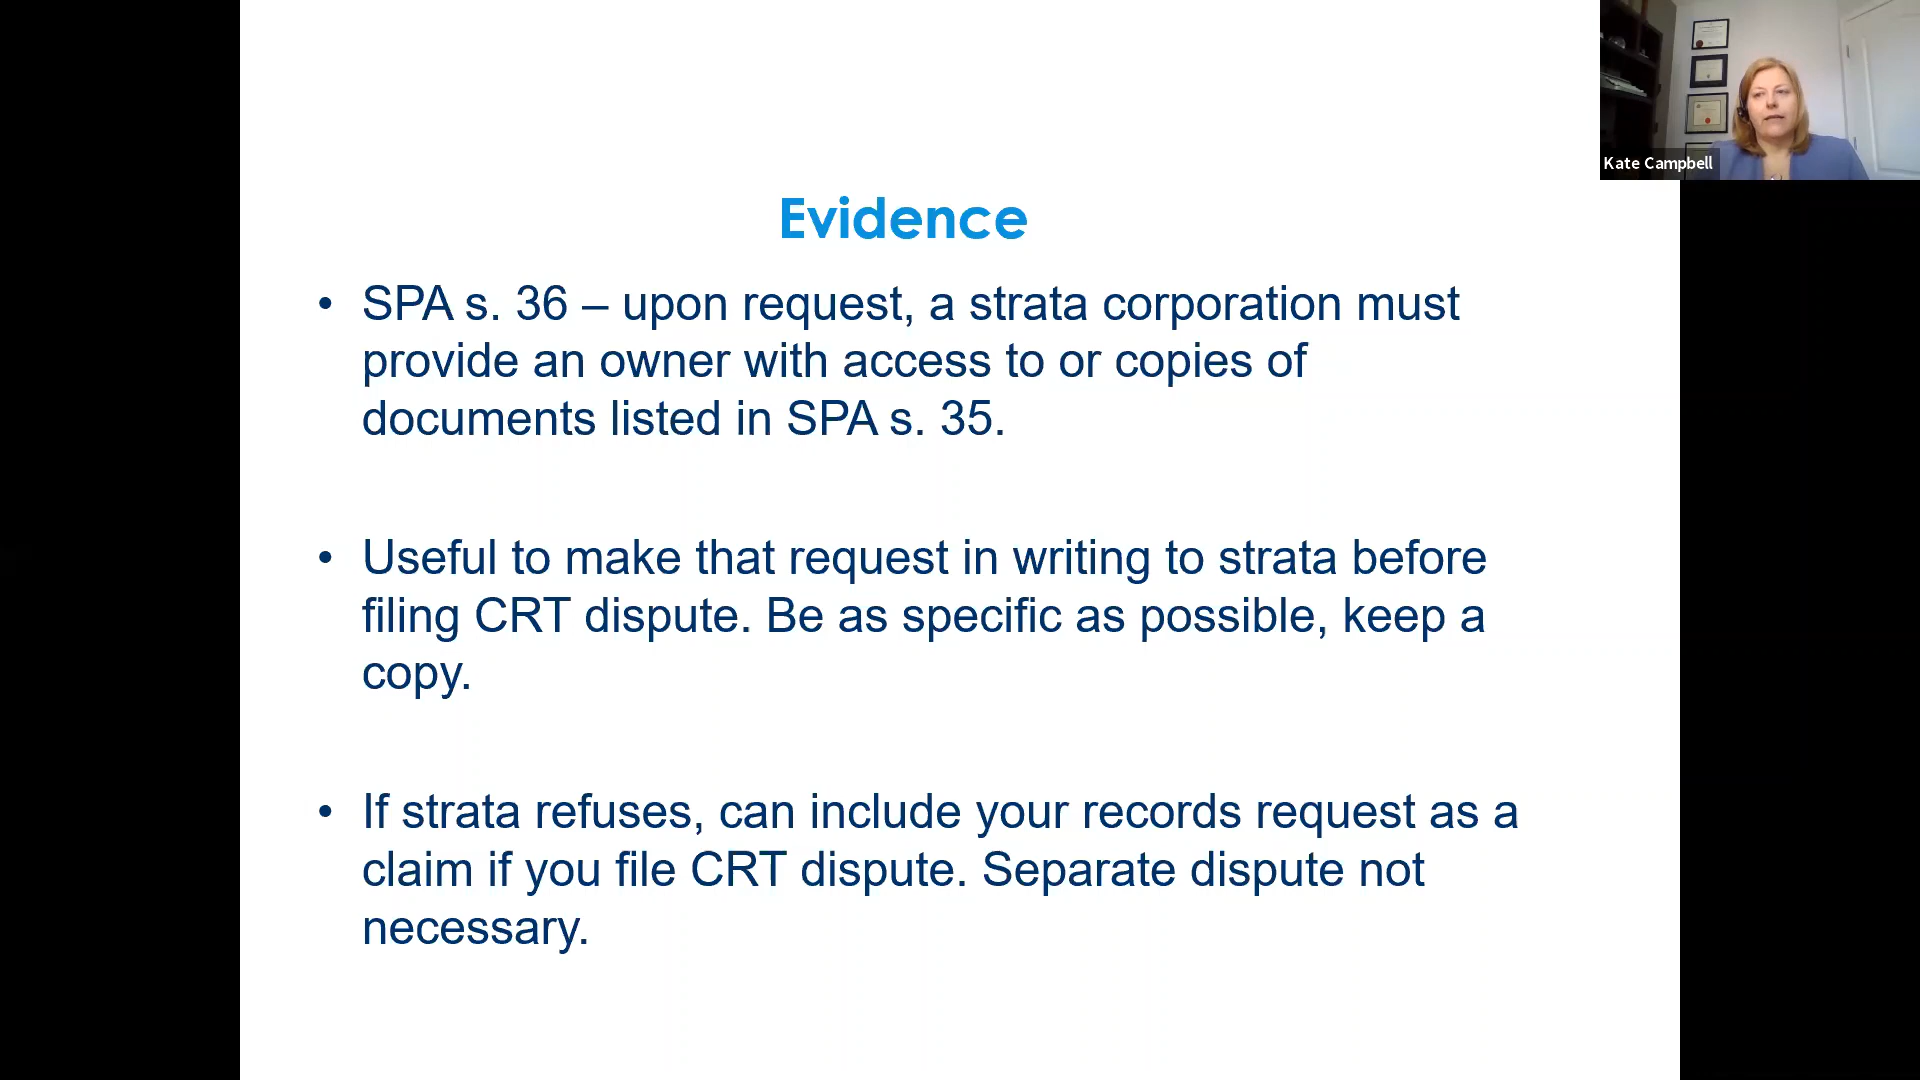 Kate Campbell
Evidence
• SPA s. 36 – upon request, a strata corporation must
provide an owner with access to or copies of
documents listed in SPA s. 35.
• Useful to make that request in writing to strata before
filing CRT dispute. Be as specific as possible, keep a
copy.
• If strata refuses, can include your records request as a
claim if you file CRT dispute. Separate dispute not
necessary.